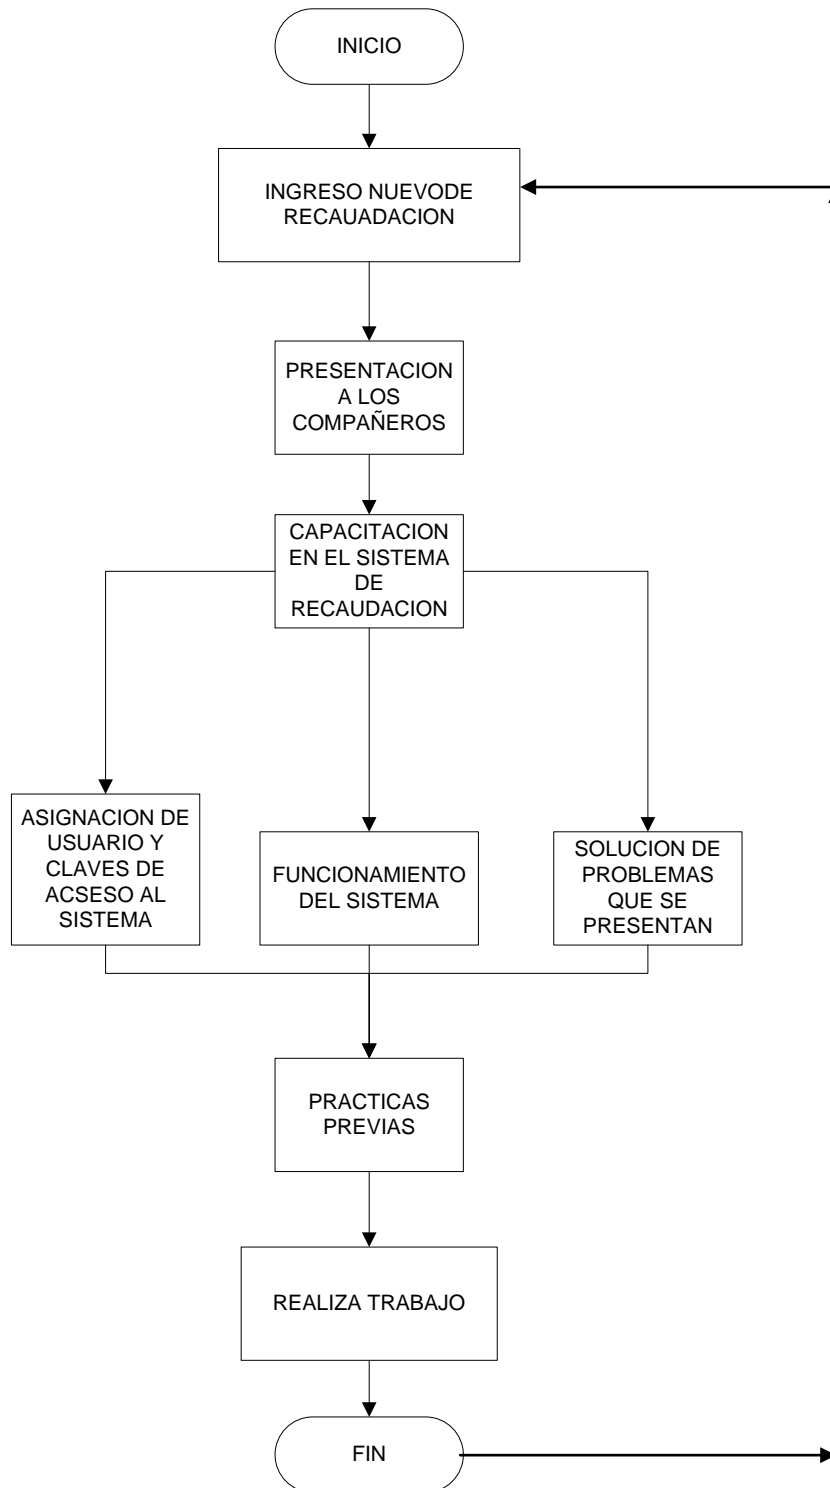 INICIO
INGRESO NUEVODE
RECAUADACION
PRESENTACION
A LOS
COMPAÑEROS
CAPACITACION
EN EL SISTEMA
DE
RECAUDACION
ASIGNACION DE
USUARIO Y
CLAVES DE
ACSESO AL
SISTEMA
FUNCIONAMIENTO
DEL SISTEMA
SOLUCION DE
PROBLEMAS
QUE SE
PRESENTAN
PRACTICAS
PREVIAS
REALIZA TRABAJO
FIN